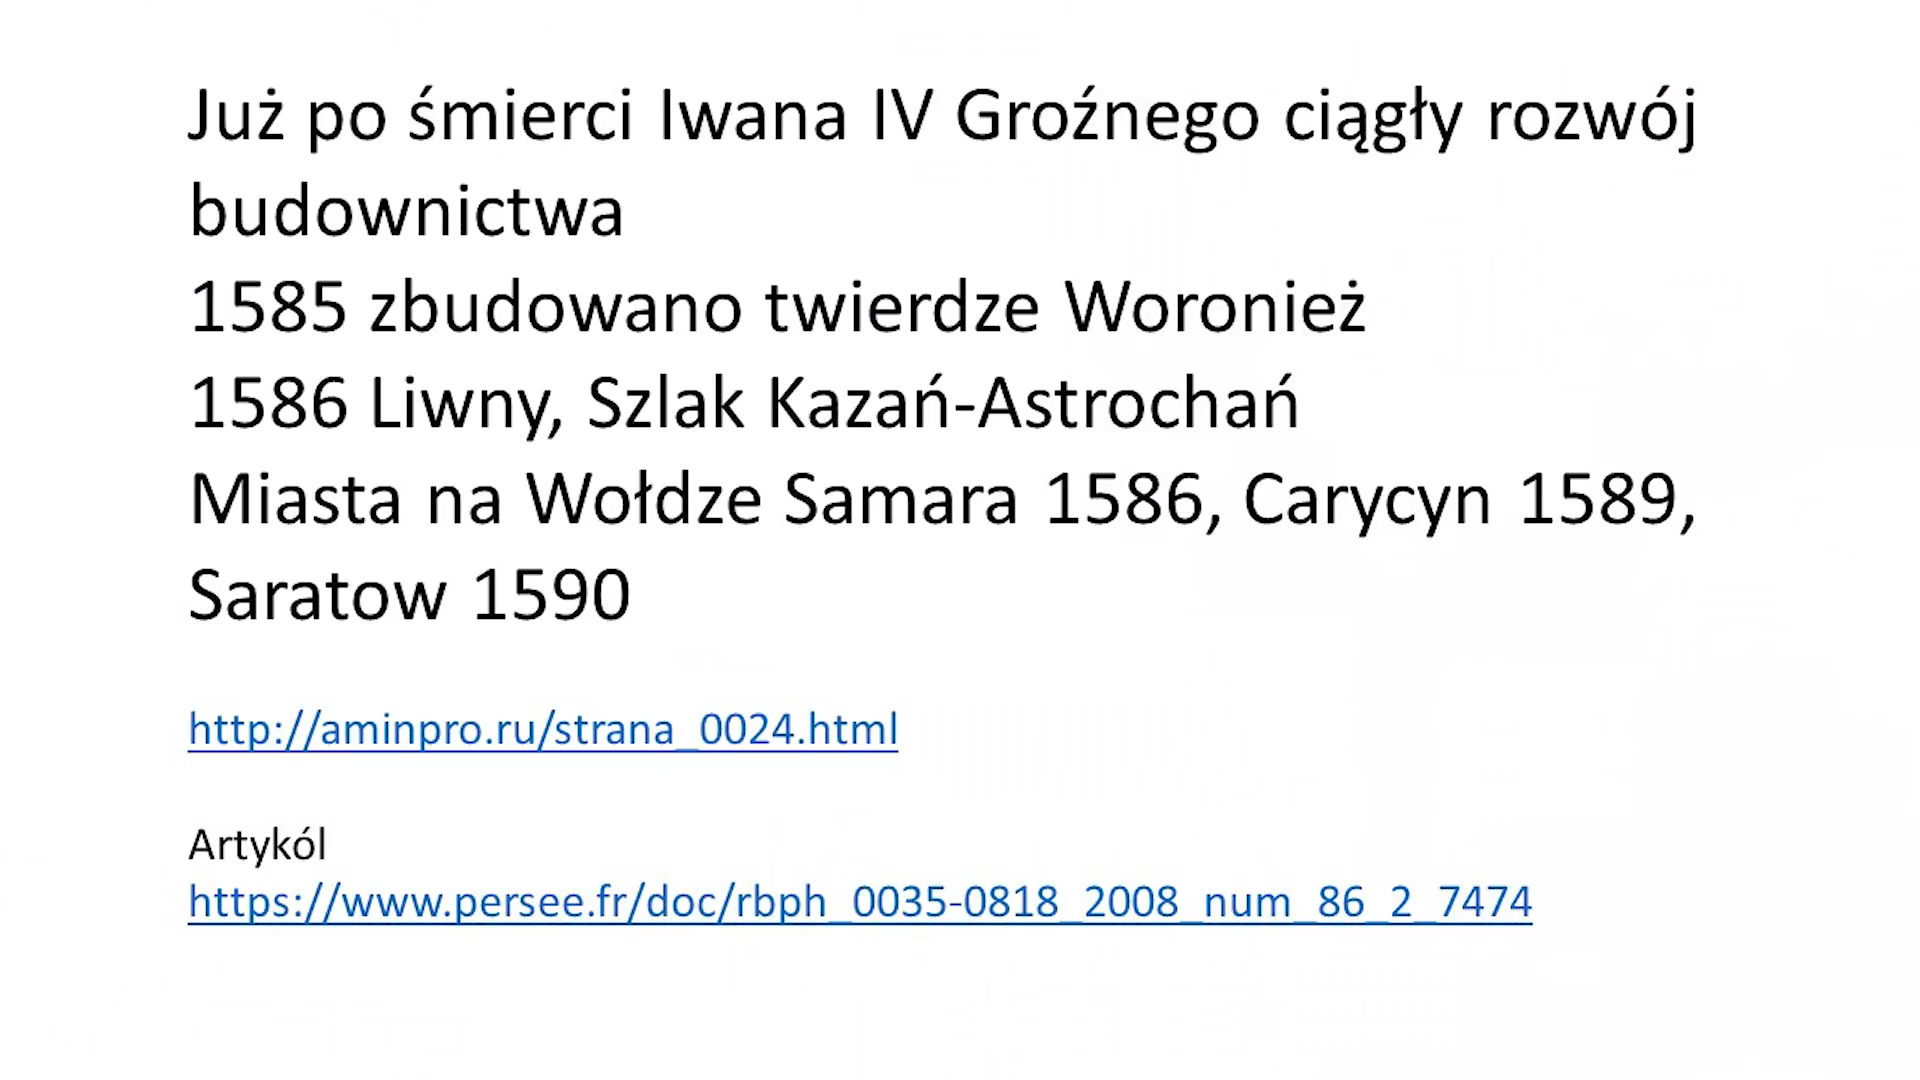 Już po śmierci Iwana IV Groźnego ciągły rozwój
budownictwa
1585 zbudowano twierdze Woronież
1586 Liwny, Szlak Kazań-Astrochań
Miasta na Wołdze Samara 1586, Carycyn 1589,
Saratow 1590
http://aminpro.ru/strana_0024.html
Artykól
https://www.persee.fr/doc/rbph_0035-0818_2008_num_86_2_7474